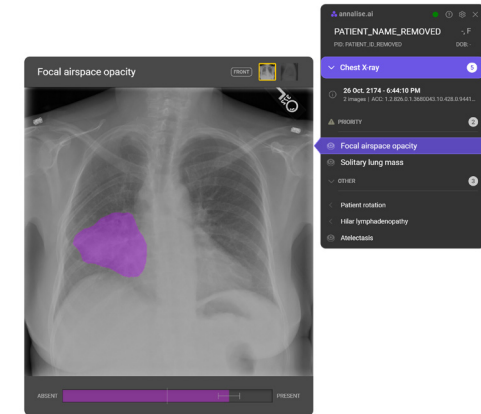 annalise.ai
PATIENT_NAME_REMOVED -, F
PID: PATIENT_ID_REMOVED DOB: -
Chest X-ray 5
26 Oct. 2174 - 6:44:10 PM
2 images | ACC: 1.2.826.0.1.3680043.10.428.0.9441...
PRIORITY 2
Focal airspace opacity
Solitary lung mass
OTHER 3
Patient rotation
Hilar lymphadenopathy
Atelectasis
Focal airspace opacity FRONT
ABSENT PRESENT